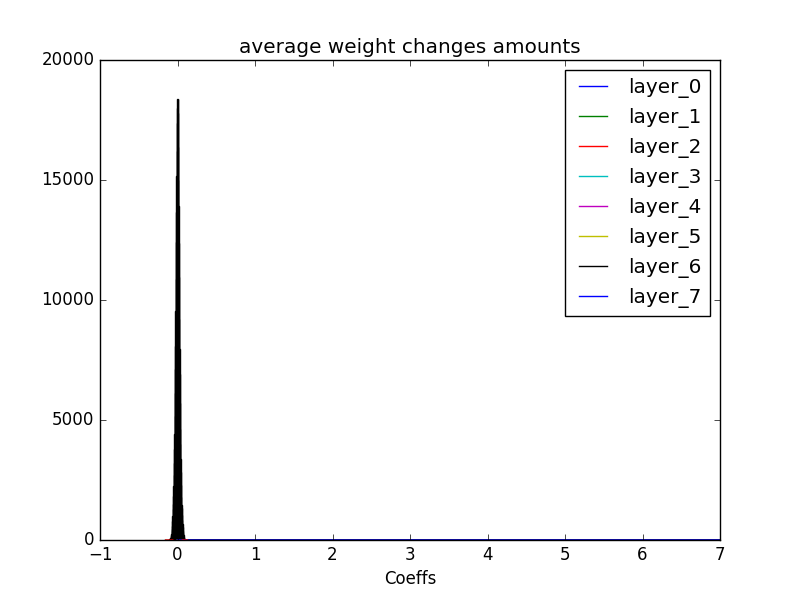 average weight changes amounts
20000
15000
10000
5000
0
−1 0 1 2 3 4 5 6 7
Coeffs
layer_0
layer_1
layer_2
layer_3
layer_4
layer_5
layer_6
layer_7